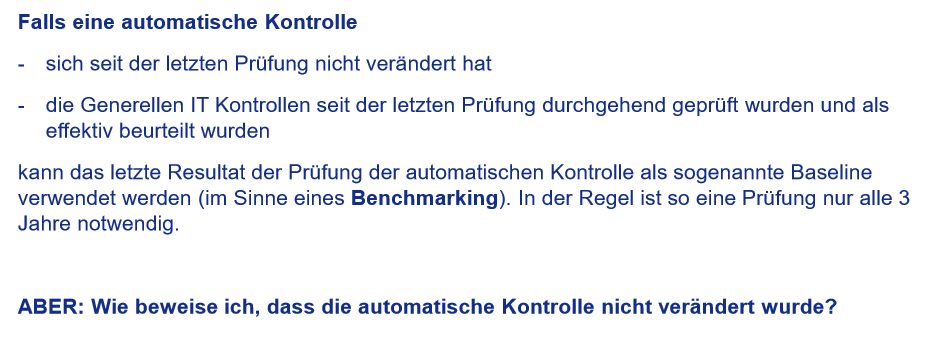 Falls eine automatische Kontrolle
- sich seit der letzten Prüfung nicht verändert hat
- die Generellen IT Kontrollen seit der letzten Prüfung durchgehend geprüft wurden und als
effektiv beurteilt wurden
kann das letzte Resultat der Prüfung der automatischen Kontrolle als sogenannte Baseline
verwendet werden (im Sinne eines Benchmarking). In der Regel ist so eine Prüfung nur alle 3
Jahre notwendig.
ABER: Wie beweise ich, dass die automatische Kontrolle nicht verändert wurde?